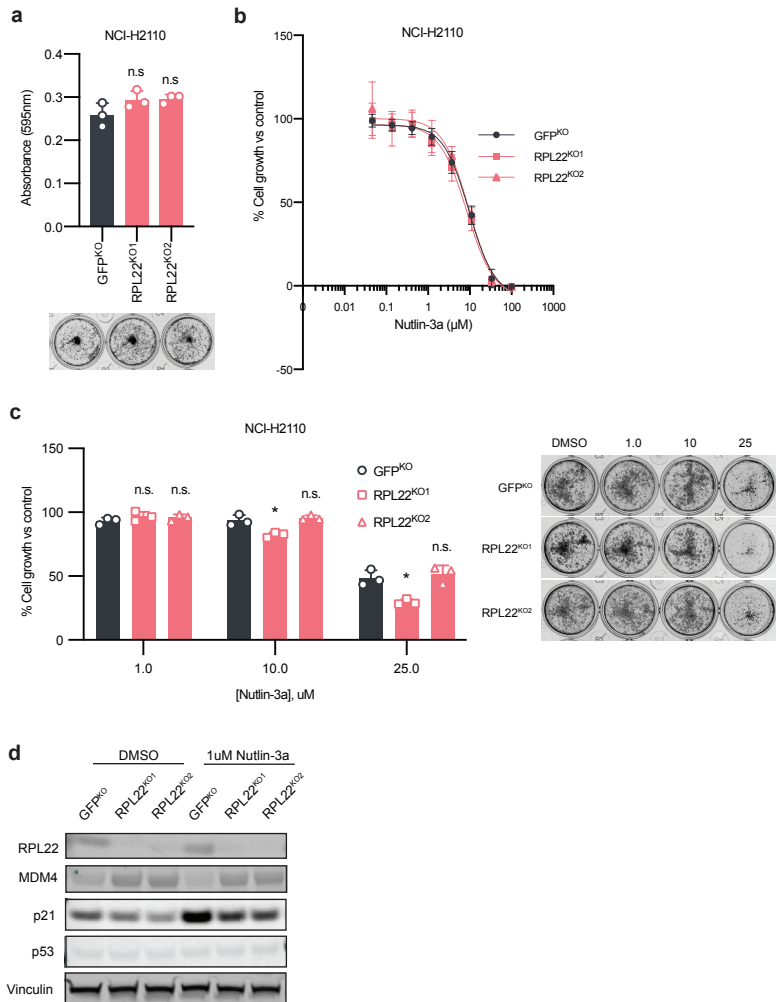 a
NCI-H2110
0.4
0.3
0.2
0.1
0.0
Absorbance (595nm)
n.s
n.s
GFPᴷᴼ
RPL22ᴷᴼ¹
RPL22ᴷᴼ²
b
NCI-H2110
150
100
50
0
-50
% Cell growth vs control
0
0.01
0.1
1
10
100
1000
Nutlin-3a (µM)
GFPᴷᴼ
RPL22ᴷᴼ¹
RPL22ᴷᴼ²
c
NCI-H2110
150
100
50
0
% Cell growth vs control
n.s.
n.s.
*
n.s.
*
n.s.
1.0
10.0
25.0
[Nutlin-3a], uM
GFPᴷᴼ
RPL22ᴷᴼ¹
RPL22ᴷᴼ²
DMSO 1.0 10 25
GFPᴷᴼ
RPL22ᴷᴼ¹
RPL22ᴷᴼ²
d
DMSO 1uM Nutlin-3a
GFPᴷᴼ RPL22ᴷᴼ¹ RPL22ᴷᴼ² GFPᴷᴼ RPL22ᴷᴼ¹ RPL22ᴷᴼ²
RPL22
MDM4
p21
p53
Vinculin